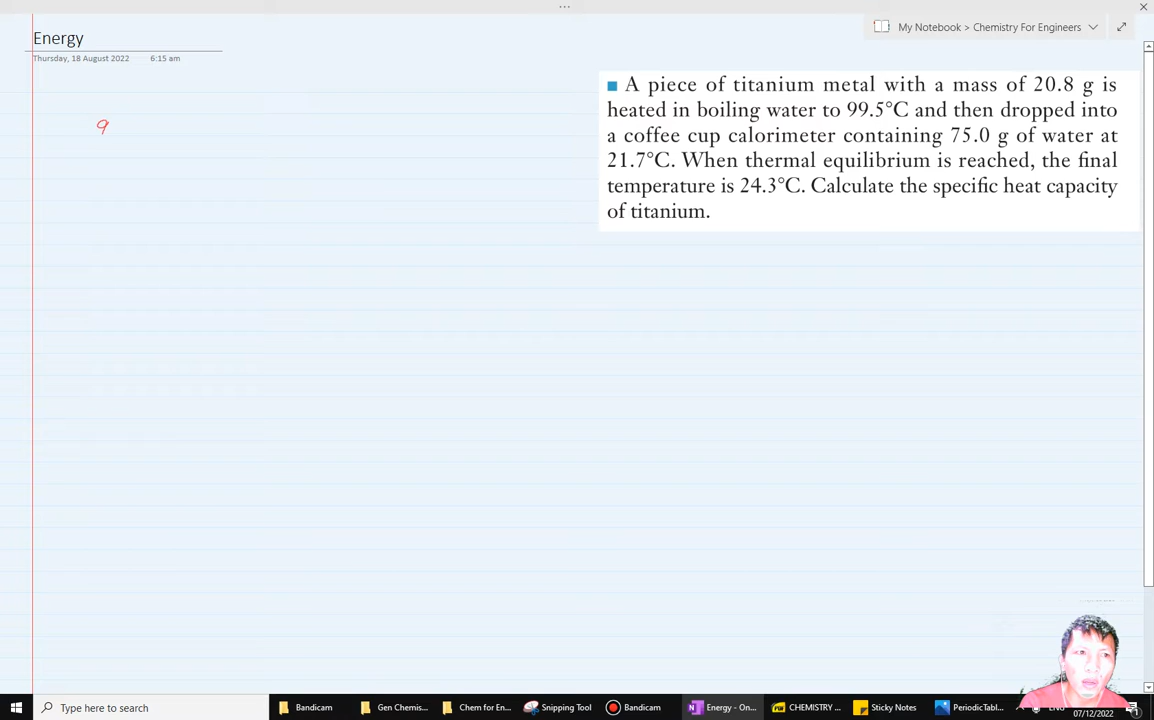 My Notebook > Chemistry For Engineers
Energy
Thursday, 18 August 2022 6:15 am
9
■ A piece of titanium metal with a mass of 20.8 g is
heated in boiling water to 99.5°C and then dropped into
a coffee cup calorimeter containing 75.0 g of water at
21.7°C. When thermal equilibrium is reached, the final
temperature is 24.3°C. Calculate the specific heat capacity
of titanium.
Type here to search
Bandicam
Gen Chemis...
Chem for En...
Snipping Tool
Bandicam
Energy - On...
CHEMISTRY ...
Sticky Notes
PeriodicTabl...
07/12/2022